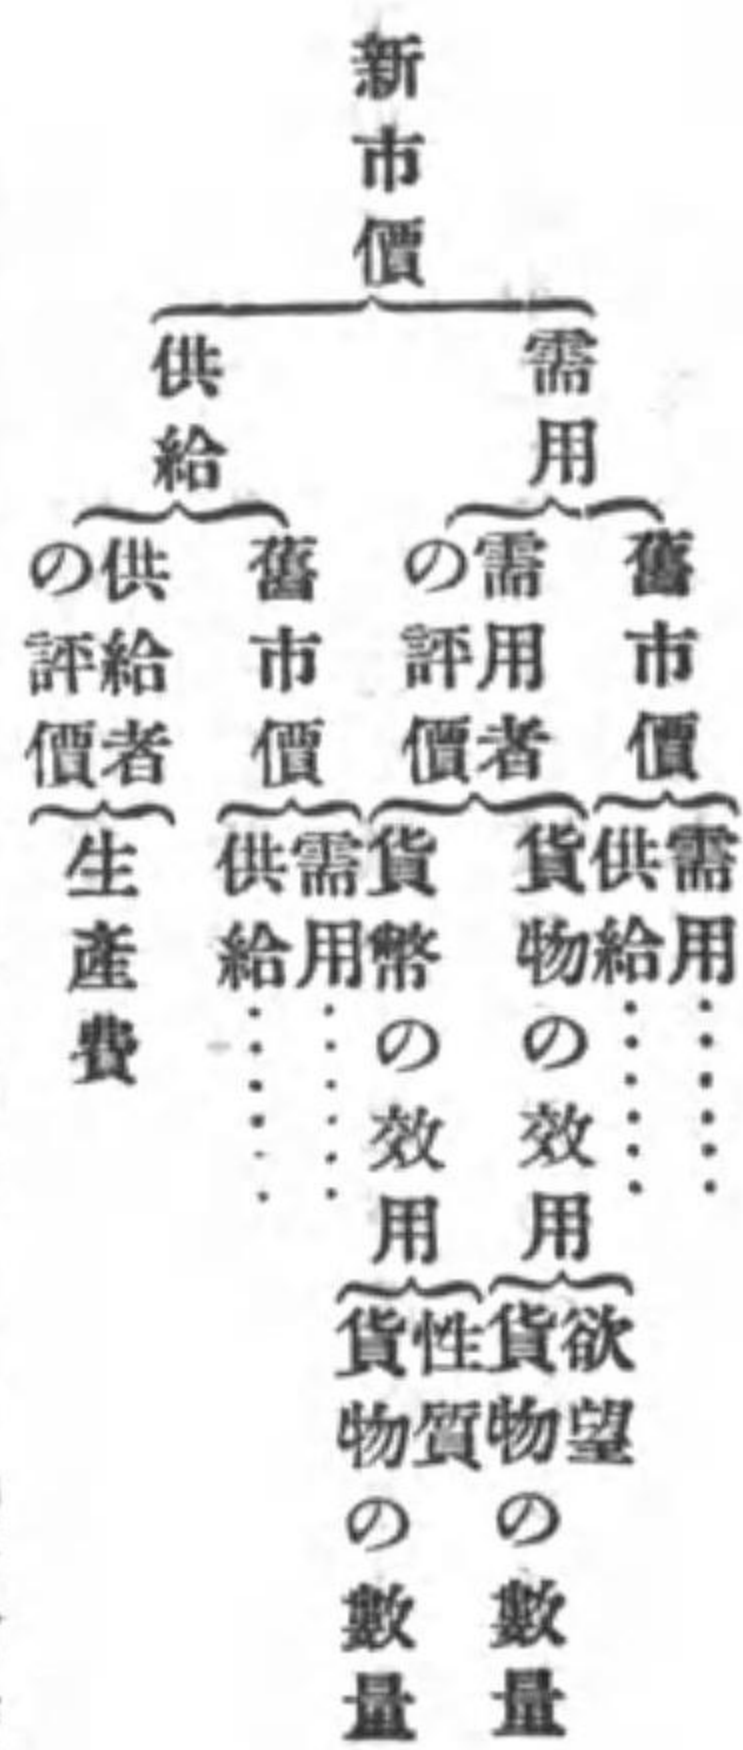 新市價
需用
舊市價
需用……
供給……
需用者
の評價
貨物の效用
欲望
貨物の數量
貨幣の效用
性質
貨物の數量
供給
舊市價
需用……
供給……
供給者
の評價
生產費